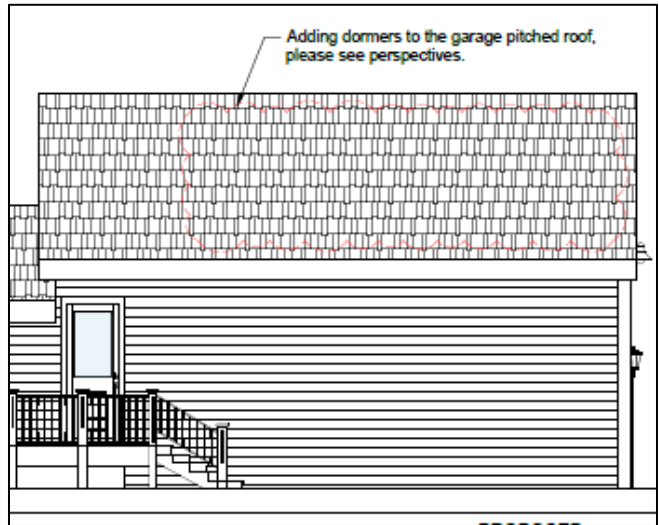 Adding dormers to the garage pitched roof,
please see perspectives.